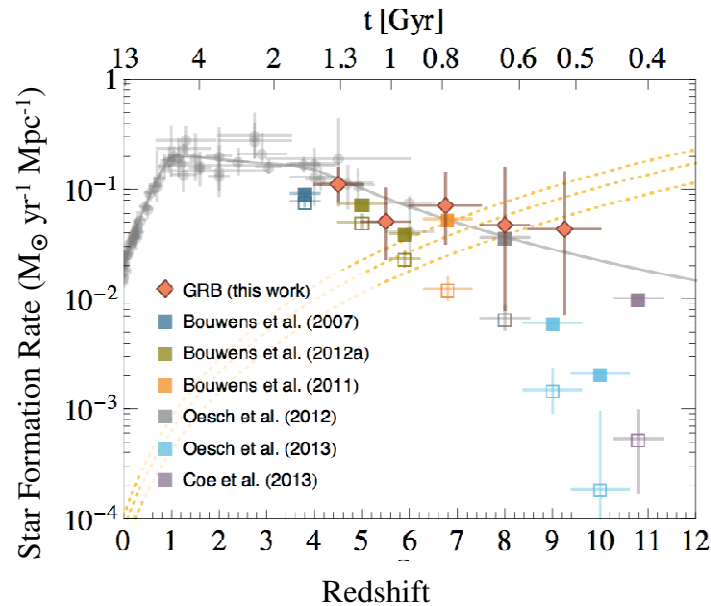 t [Gyr]
13 4 2 1.3 1 0.8 0.6 0.5 0.4
Star Formation Rate (M⊙ yr⁻¹ Mpc⁻¹)
1
10⁻¹
10⁻²
10⁻³
10⁻⁴
GRB (this work)
Bouwens et al. (2007)
Bouwens et al. (2012a)
Bouwens et al. (2011)
Oesch et al. (2012)
Oesch et al. (2013)
Coe et al. (2013)
0 1 2 3 4 5 6 7 8 9 10 11 12
Redshift